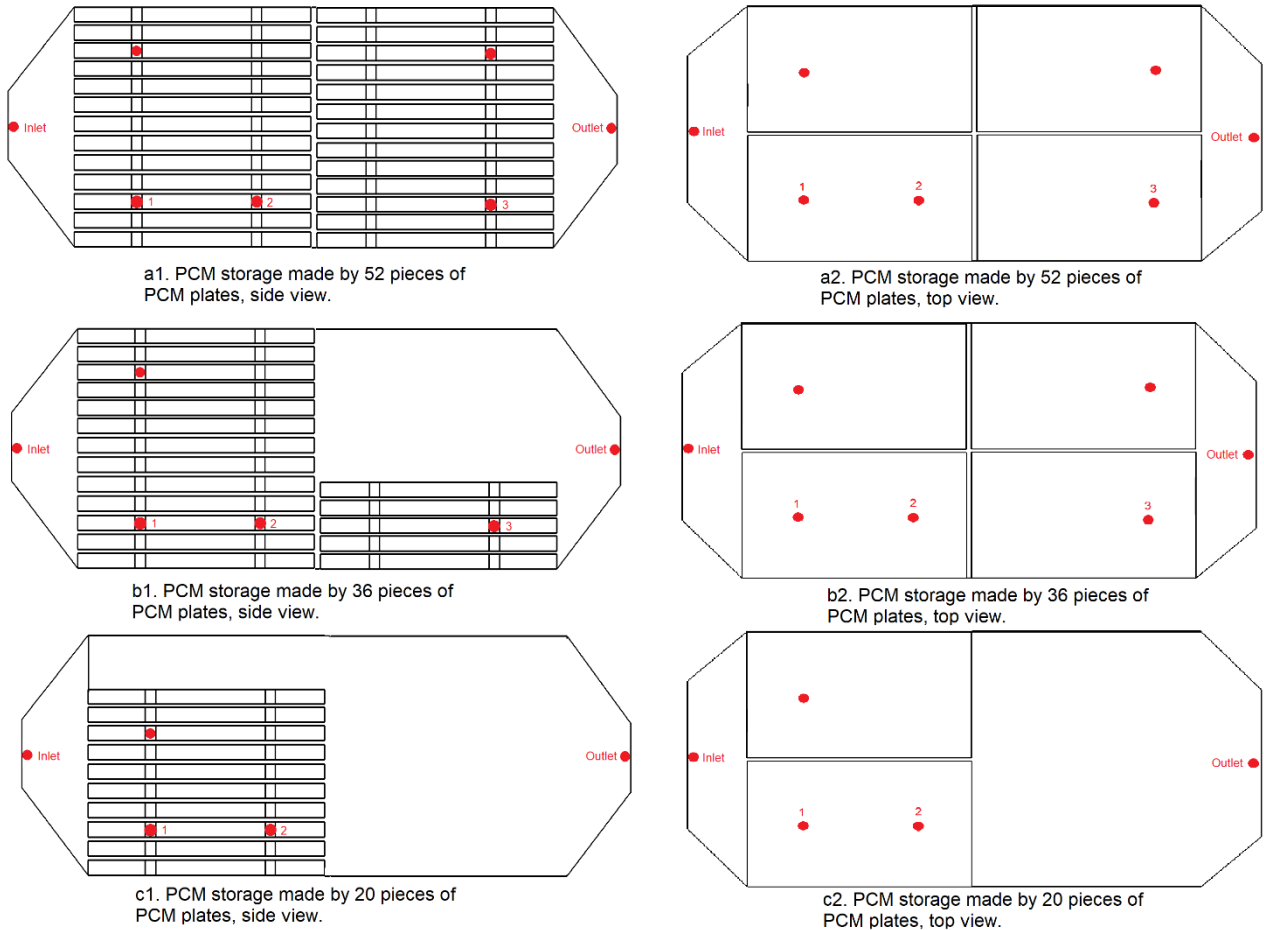 Inlet
Outlet
1
2
3
a1. PCM storage made by 52 pieces of
PCM plates, side view.
Inlet
Outlet
1
2
3
a2. PCM storage made by 52 pieces of
PCM plates, top view.
Inlet
Outlet
1
2
3
b1. PCM storage made by 36 pieces of
PCM plates, side view.
Inlet
Outlet
1
2
3
b2. PCM storage made by 36 pieces of
PCM plates, top view.
Inlet
Outlet
1
2
c1. PCM storage made by 20 pieces of
PCM plates, side view.
Inlet
Outlet
1
2
c2. PCM storage made by 20 pieces of
PCM plates, top view.